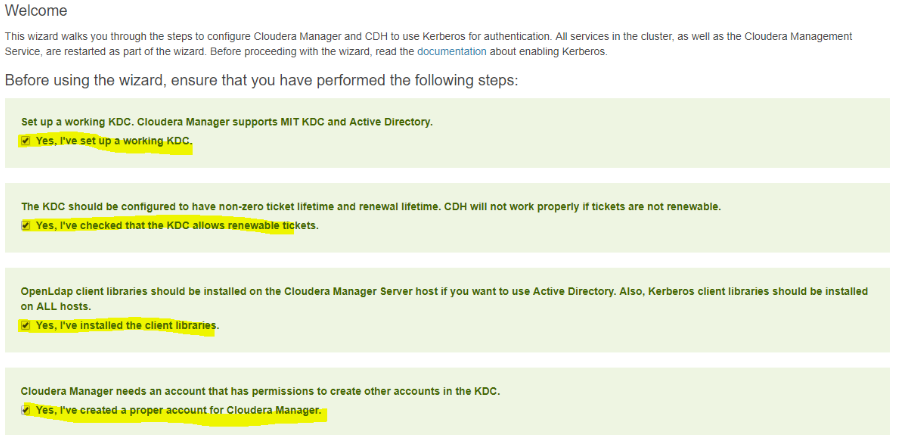 Welcome
This wizard walks you through the steps to configure Cloudera Manager and CDH to use Kerberos for authentication. All services in the cluster, as well as the Cloudera Management
Service, are restarted as part of the wizard. Before proceeding with the wizard, read the documentation about enabling Kerberos.
Before using the wizard, ensure that you have performed the following steps:
Set up a working KDC. Cloudera Manager supports MIT KDC and Active Directory.
Yes, I've set up a working KDC.
The KDC should be configured to have non-zero ticket lifetime and renewal lifetime. CDH will not work properly if tickets are not renewable.
Yes, I've checked that the KDC allows renewable tickets.
OpenLdap client libraries should be installed on the Cloudera Manager Server host if you want to use Active Directory. Also, Kerberos client libraries should be installed
on ALL hosts.
Yes, I've installed the client libraries.
Cloudera Manager needs an account that has permissions to create other accounts in the KDC.
Yes, I've created a proper account for Cloudera Manager.